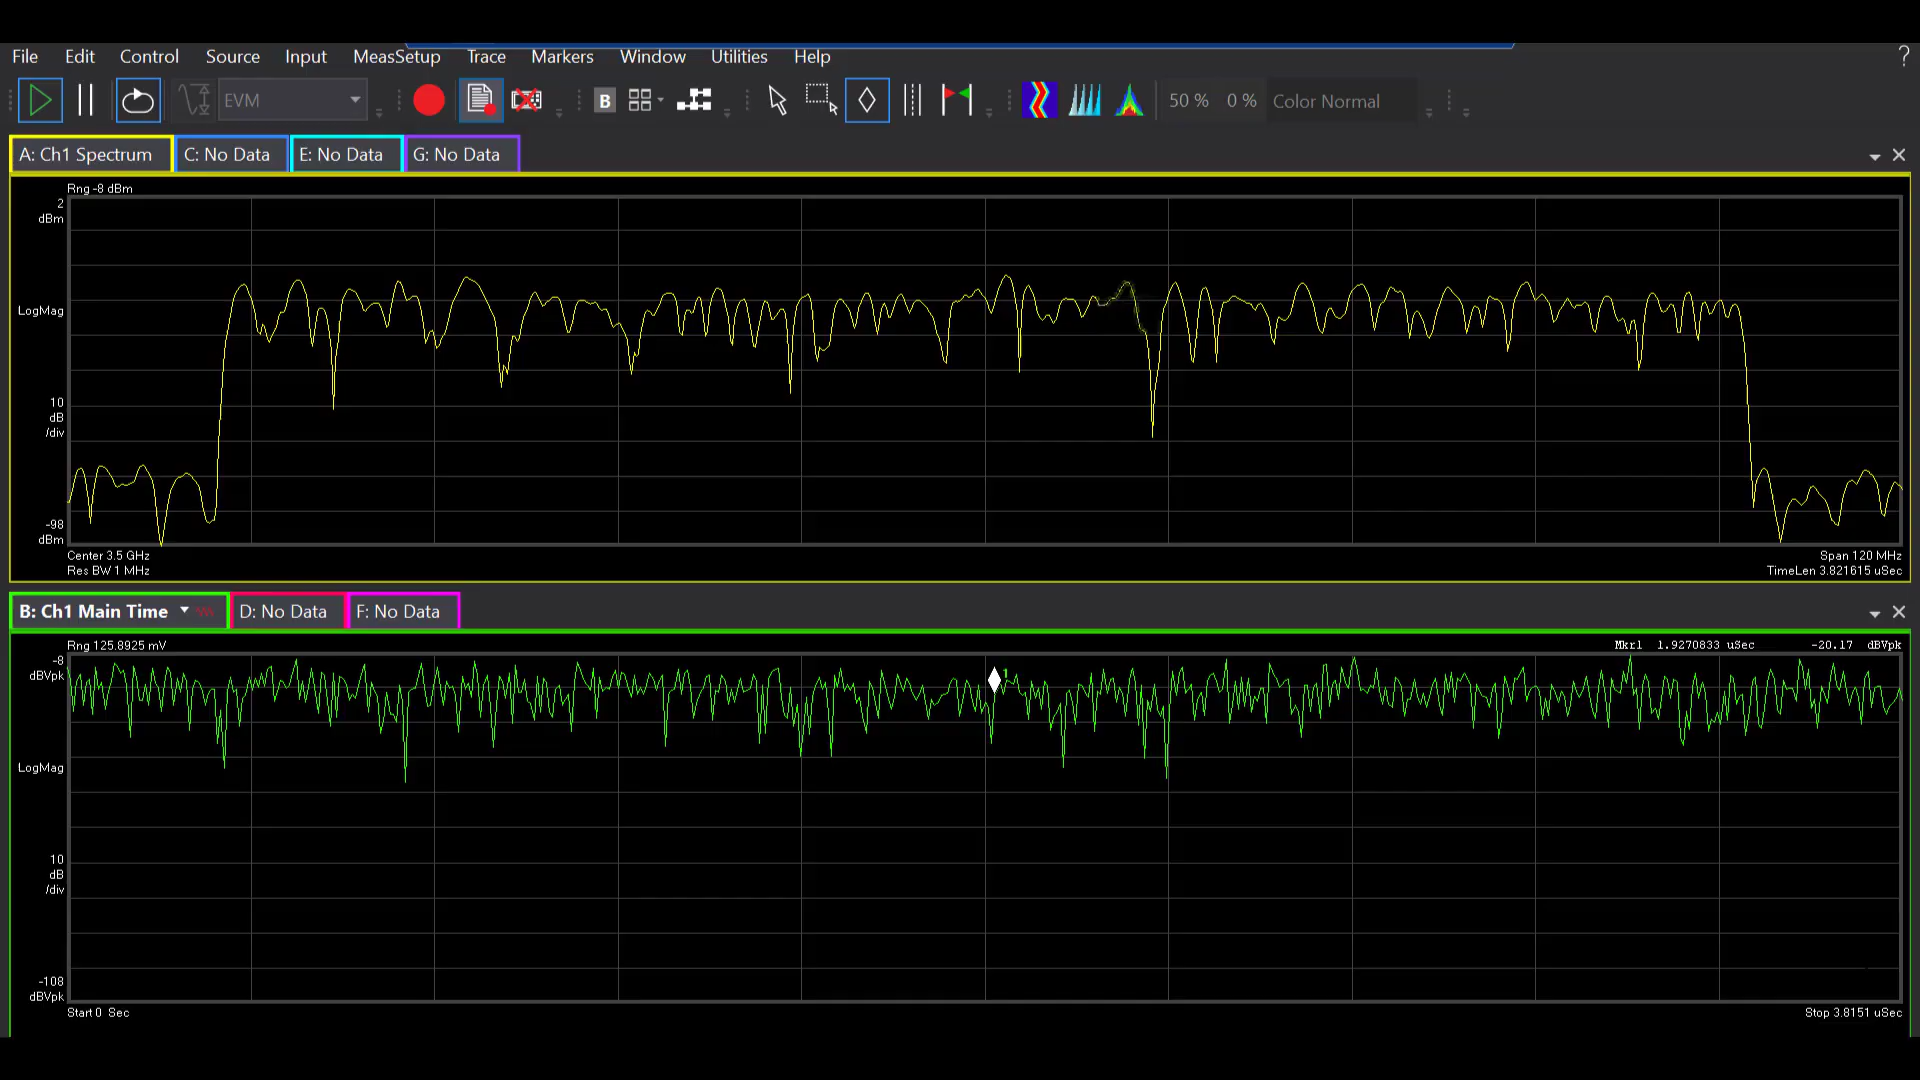 File Edit Control Source Input MeasSetup Trace Markers Window Utilities Help ?
EVM B 50 % 0 % Color Normal
A: Ch1 Spectrum C: No Data E: No Data G: No Data
Rng -8 dBm
2
dBm
LogMag
10
dB
/div
-98
dBm
Center 3.5 GHz Span 120 MHz
Res BW 1 MHz TimeLen 3.821615 uSec
B: Ch1 Main Time D: No Data F: No Data
Rng 125.8925 mV Mkr1 1.9270833 uSec -20.17 dBVpk
-8
dBVpk
1
LogMag
10
dB
/div
-108
dBVpk
Start 0 Sec Stop 3.8151 uSec